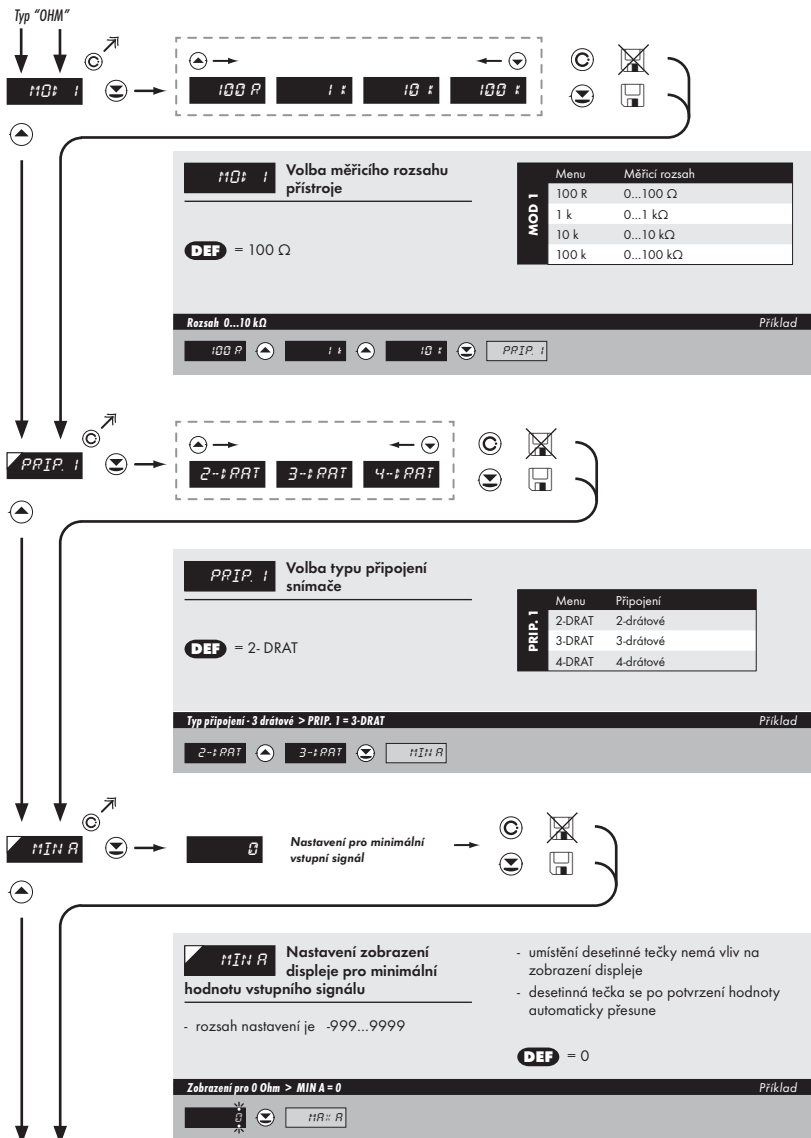 Typ "OHM"
MOD 1
100 R
1 k
10 k
100 k
MOD 1
Volba měřicího rozsahu
přístroje
DEF = 100 Ω
MOD 1
Menu Měřicí rozsah
100 R 0...100 Ω
1 k 0...1 kΩ
10 k 0...10 kΩ
100 k 0...100 kΩ
Rozsah 0...10 kΩ
Příklad
100 R
1 k
10 k
PRIP. 1
PRIP. 1
2-DRAT
3-DRAT
4-DRAT
PRIP. 1
Volba typu připojení
snímače
DEF = 2- DRAT
PRIP. 1
Menu Připojení
2-DRAT 2-drátové
3-DRAT 3-drátové
4-DRAT 4-drátové
Typ připojení - 3 drátové > PRIP. 1 = 3-DRAT
Příklad
2-DRAT
3-DRAT
MIN A
MIN A
0
Nastavení pro minimální
vstupní signál
MIN A
Nastavení zobrazení
displeje pro minimální
hodnotu vstupního signálu
- rozsah nastavení je -999...9999
- umístění desetinné tečky nemá vliv na
zobrazení displeje
- desetinná tečka se po potvrzení hodnoty
automaticky přesune
DEF = 0
Zobrazení pro 0 Ohm > MIN A = 0
Příklad
0
MAX A